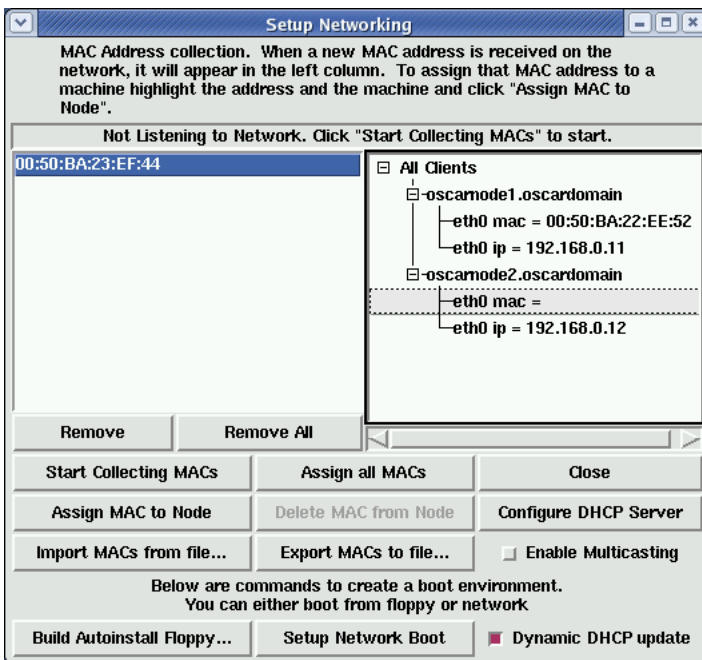 Setup Networking
MAC Address collection. When a new MAC address is received on the
network, it will appear in the left column. To assign that MAC address to a
machine highlight the address and the machine and click "Assign MAC to
Node".
Not Listening to Network. Click "Start Collecting MACs" to start.
00:50:BA:23:EF:44
All Clients
oscarnode1.oscardomain
eth0 mac = 00:50:BA:22:EE:52
eth0 ip = 192.168.0.11
oscarnode2.oscardomain
eth0 mac =
eth0 ip = 192.168.0.12
Remove
Remove All
Start Collecting MACs
Assign all MACs
Close
Assign MAC to Node
Delete MAC from Node
Configure DHCP Server
Import MACs from file...
Export MACs to file...
Enable Multicasting
Below are commands to create a boot environment.
You can either boot from floppy or network
Build Autoinstall Floppy...
Setup Network Boot
Dynamic DHCP update